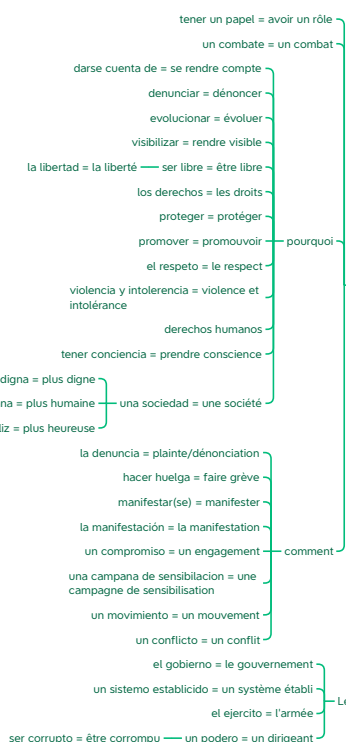 tener un papel = avoir un rôle
un combate = un combat
darse cuenta de = se rendre compte
denunciar = dénoncer
evolucionar = évoluer
visibilizar = rendre visible
la libertad = la liberté
ser libre = être libre
los derechos = les droits
proteger = protéger
promover = promouvoir
pourquoi
el respeto = le respect
violencia y intolerencia = violence et
intolérance
derechos humanos
tener conciencia = prendre conscience
digna = plus digne
na = plus humaine
una sociedad = une société
liz = plus heureuse
la denuncia = plainte/dénonciation
hacer huelga = faire grève
manifestar(se) = manifester
la manifestación = la manifestation
un compromiso = un engagement
comment
una campana de sensibilacion = une
campagne de sensibilisation
un movimiento = un mouvement
un conflicto = un conflit
el gobierno = le gouvernement
un sistema establicido = un système établi
Le
el ejercito = l'armée
ser corrupto = être corrompu
un podero = un dirigeant